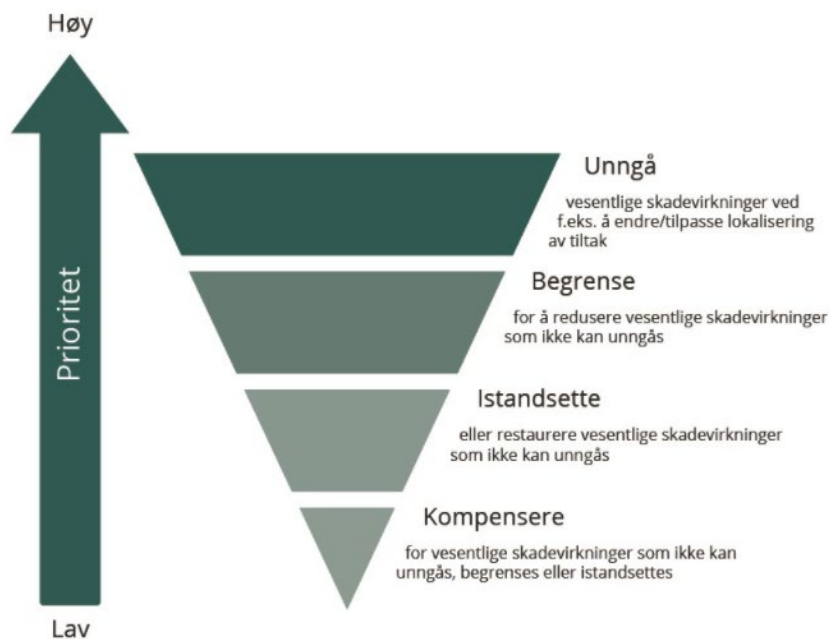 Høy
Prioritet
Lav
Unngå
vesentlige skadevirkninger ved
f.eks. å endre/tilpasse lokalisering
av tiltak
Begrense
for å redusere vesentlige skadevirkninger
som ikke kan unngås
Istandsette
eller restaurere vesentlige skadevirkninger
som ikke kan unngås
Kompensere
for vesentlige skadevirkninger som ikke kan
unngås, begrenses eller istandsettes